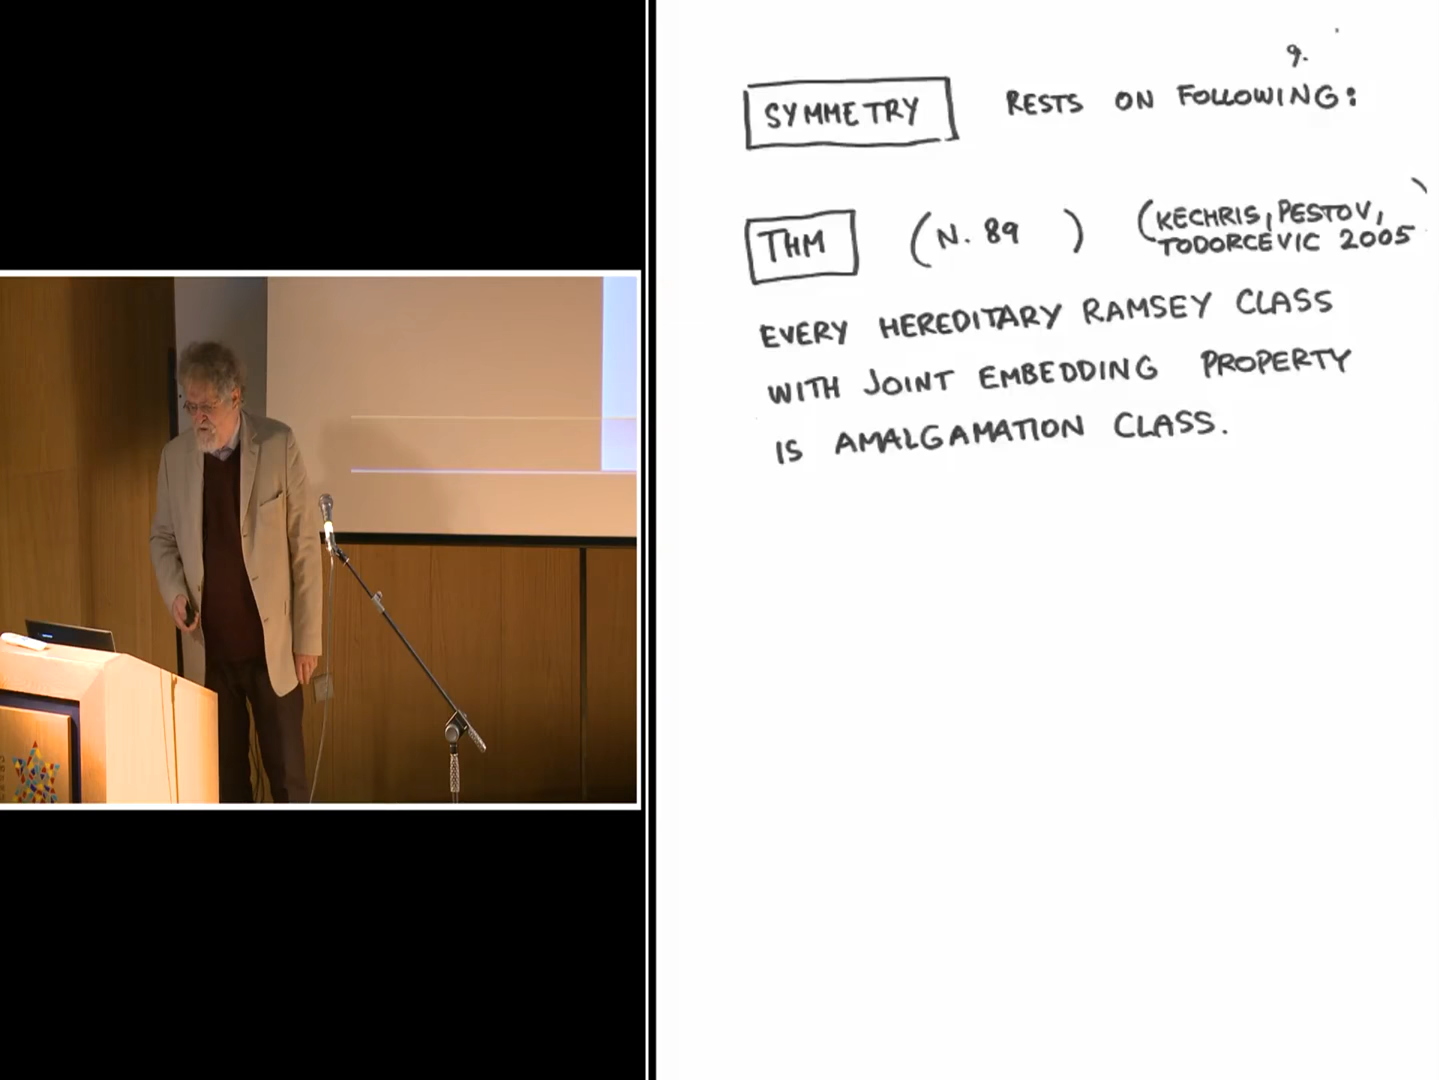 9.
SYMMETRY RESTS ON FOLLOWING:
THM (N. 89 ) (KECHRIS, PESTOV,
TODORCEVIC 2005)
EVERY HEREDITARY RAMSEY CLASS
WITH JOINT EMBEDDING PROPERTY
IS AMALGAMATION CLASS.